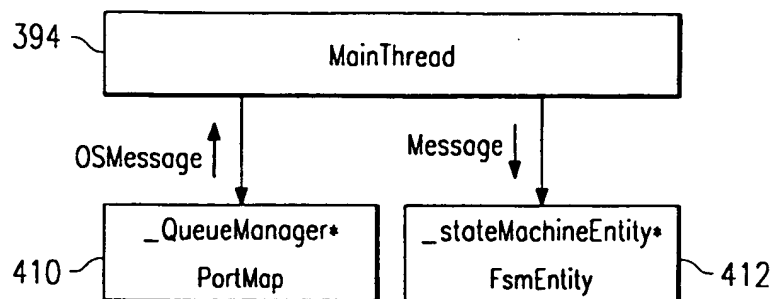 394
MainThread
OSMessage
Message
_QueueManager*
_stateMachineEntity*
410
PortMap
FsmEntity
412